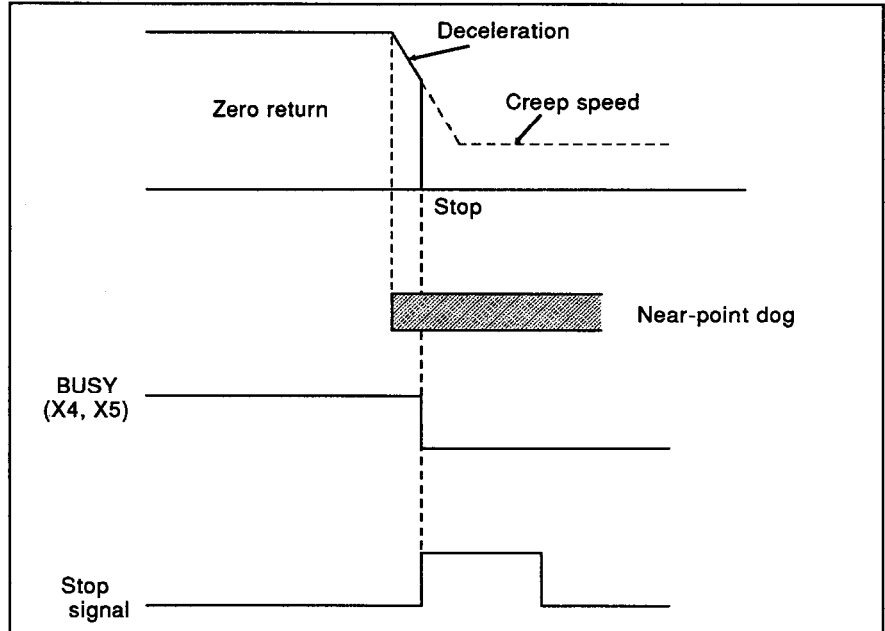 Deceleration
Zero return
Creep speed
Stop
Near-point dog
BUSY
(X4, X5)
Stop
signal